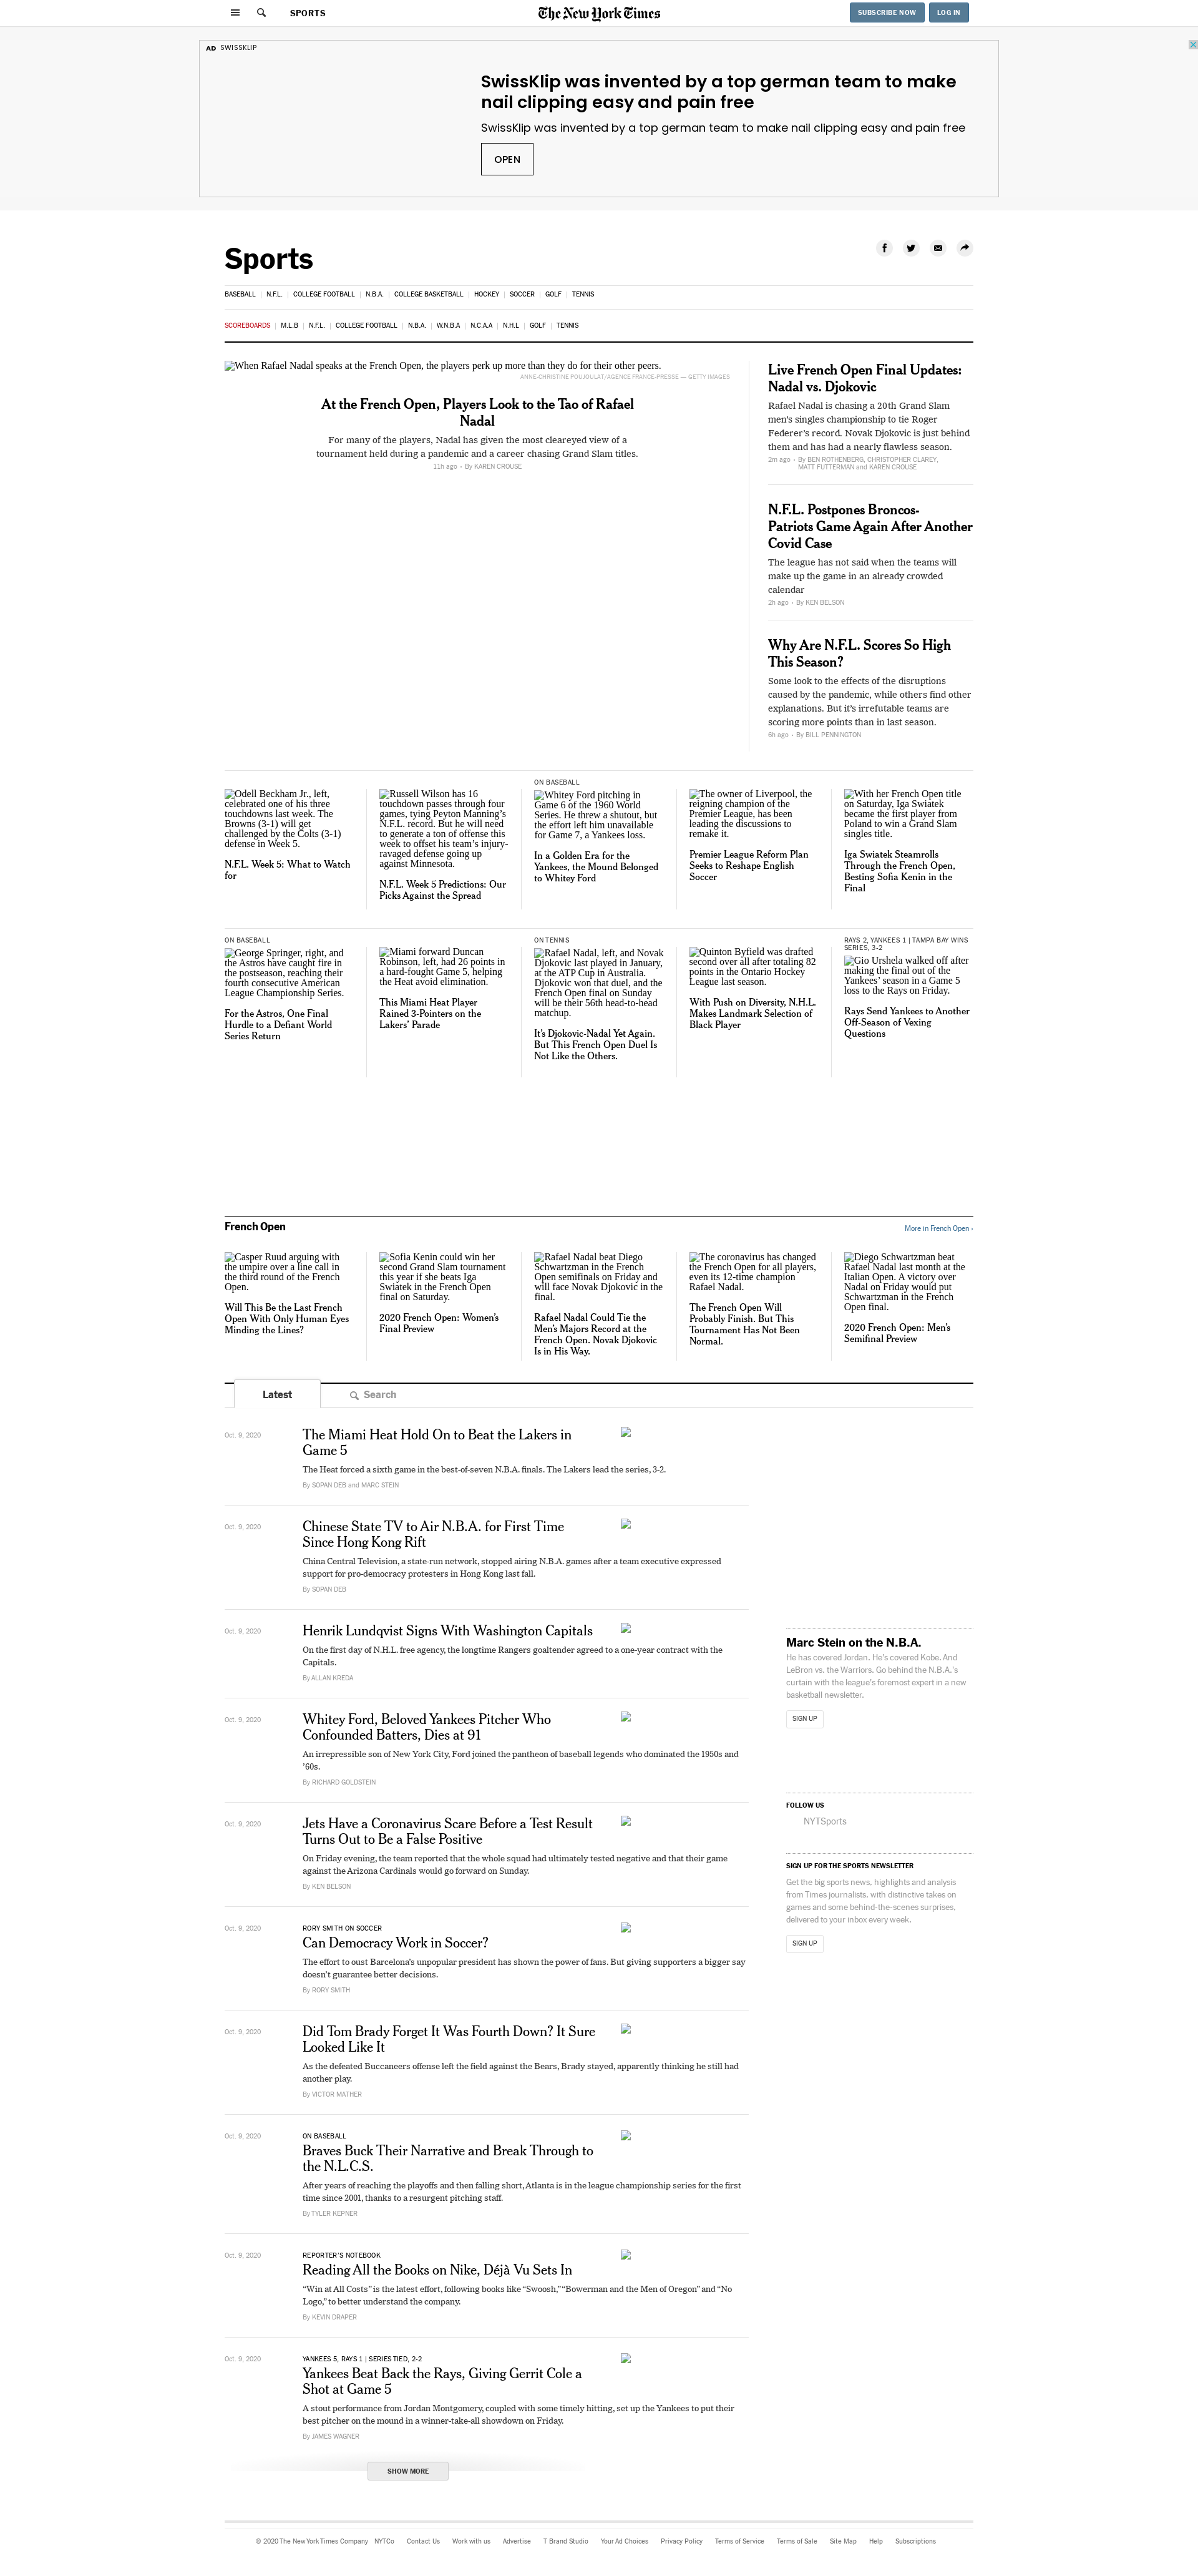 SPORTS
The New York Times
SUBSCRIBE NOW
LOG IN
AD SWISSKLIP
SwissKlip was invented by a top german team to make
nail clipping easy and pain free
SwissKlip was invented by a top german team to make nail clipping easy and pain free
OPEN
Sports
BASEBALL | N.F.L. | COLLEGE FOOTBALL | N.B.A. | COLLEGE BASKETBALL | HOCKEY | SOCCER | GOLF | TENNIS
SCOREBOARDS | M.L.B | N.F.L. | COLLEGE FOOTBALL | N.B.A. | W.N.B.A | N.C.A.A | N.H.L | GOLF | TENNIS
When Rafael Nadal speaks at the French Open, the players perk up more than they do for their other peers.
ANNE-CHRISTINE POUJOULAT/AGENCE FRANCE-PRESSE — GETTY IMAGES
At the French Open, Players Look to the Tao of Rafael
Nadal
For many of the players, Nadal has given the most cleareyed view of a
tournament held during a pandemic and a career chasing Grand Slam titles.
11h ago • By KAREN CROUSE
Live French Open Final Updates:
Nadal vs. Djokovic
Rafael Nadal is chasing a 20th Grand Slam
men's singles championship to tie Roger
Federer's record. Novak Djokovic is just behind
them and has had a nearly flawless season.
2m ago • By BEN ROTHENBERG, CHRISTOPHER CLAREY,
MATT FUTTERMAN and KAREN CROUSE
N.F.L. Postpones Broncos-
Patriots Game Again After Another
Covid Case
The league has not said when the teams will
make up the game in an already crowded
calendar
2h ago • By KEN BELSON
Why Are N.F.L. Scores So High
This Season?
Some look to the effects of the disruptions
caused by the pandemic, while others find other
explanations. But it's irrefutable teams are
scoring more points than in last season.
6h ago • By BILL PENNINGTON
Odell Beckham Jr., left,
celebrated one of his three
touchdowns last week. The
Browns (3-1) will get
challenged by the Colts (3-1)
defense in Week 5.
N.F.L. Week 5: What to Watch
for
Russell Wilson has 16
touchdown passes through four
games, tying Peyton Manning's
N.F.L. record. But he will need
to generate a ton of offense this
week to offset his team's injury-
ravaged defense going up
against Minnesota.
N.F.L. Week 5 Predictions: Our
Picks Against the Spread
ON BASEBALL
Whitey Ford pitching in
Game 6 of the 1960 World
Series. He threw a shutout, but
the effort left him unavailable
for Game 7, a Yankees loss.
In a Golden Era for the
Yankees, the Mound Belonged
to Whitey Ford
The owner of Liverpool, the
reigning champion of the
Premier League, has been
leading the discussions to
remake it.
Premier League Reform Plan
Seeks to Reshape English
Soccer
With her French Open title
on Saturday, Iga Swiatek
became the first player from
Poland to win a Grand Slam
singles title.
Iga Swiatek Steamrolls
Through the French Open,
Besting Sofia Kenin in the
Final
ON BASEBALL
George Springer, right, and
the Astros have caught fire in
the postseason, reaching their
fourth consecutive American
League Championship Series.
For the Astros, One Final
Hurdle to a Defiant World
Series Return
Miami forward Duncan
Robinson, left, had 26 points in
a hard-fought Game 5, helping
the Heat avoid elimination.
This Miami Heat Player
Rained 3-Pointers on the
Lakers' Parade
ON TENNIS
Rafael Nadal, left, and Novak
Djokovic last played in January,
at the ATP Cup in Australia.
Djokovic won that duel, and the
French Open final on Sunday
will be their 56th head-to-head
matchup.
It's Djokovic-Nadal Yet Again.
But This French Open Duel Is
Not Like the Others.
Quinton Byfield was drafted
second over all after totaling 82
points in the Ontario Hockey
League last season.
With Push on Diversity, N.H.L.
Makes Landmark Selection of
Black Player
RAYS 2, YANKEES 1 | TAMPA BAY WINS
SERIES, 3-2
Gio Urshela walked off after
making the final out of the
Yankees' season in a Game 5
loss to the Rays on Friday.
Rays Send Yankees to Another
Off-Season of Vexing
Questions
French Open
More in French Open ›
Casper Ruud arguing with
the umpire over a line call in
the third round of the French
Open.
Will This Be the Last French
Open With Only Human Eyes
Minding the Lines?
Sofia Kenin could win her
second Grand Slam tournament
this year if she beats Iga
Swiatek in the French Open
final on Saturday.
2020 French Open: Women's
Final Preview
Rafael Nadal beat Diego
Schwartzman in the French
Open semifinals on Friday and
will face Novak Djokovic in the
final.
Rafael Nadal Could Tie the
Men's Majors Record at the
French Open. Novak Djokovic
Is in His Way.
The coronavirus has changed
the French Open for all players,
even its 12-time champion
Rafael Nadal.
The French Open Will
Probably Finish. But This
Tournament Has Not Been
Normal.
Diego Schwartzman beat
Rafael Nadal last month at the
Italian Open. A victory over
Nadal on Friday would put
Schwartzman in the French
Open final.
2020 French Open: Men's
Semifinal Preview
Latest
Search
Oct. 9, 2020
The Miami Heat Hold On to Beat the Lakers in
Game 5
The Heat forced a sixth game in the best-of-seven N.B.A. finals. The Lakers lead the series, 3-2.
By SOPAN DEB and MARC STEIN
Oct. 9, 2020
Chinese State TV to Air N.B.A. for First Time
Since Hong Kong Rift
China Central Television, a state-run network, stopped airing N.B.A. games after a team executive expressed
support for pro-democracy protesters in Hong Kong last fall.
By SOPAN DEB
Oct. 9, 2020
Henrik Lundqvist Signs With Washington Capitals
On the first day of N.H.L. free agency, the longtime Rangers goaltender agreed to a one-year contract with the
Capitals.
By ALLAN KREDA
Oct. 9, 2020
Whitey Ford, Beloved Yankees Pitcher Who
Confounded Batters, Dies at 91
An irrepressible son of New York City, Ford joined the pantheon of baseball legends who dominated the 1950s and
'60s.
By RICHARD GOLDSTEIN
Oct. 9, 2020
Jets Have a Coronavirus Scare Before a Test Result
Turns Out to Be a False Positive
On Friday evening, the team reported that the whole squad had ultimately tested negative and that their game
against the Arizona Cardinals would go forward on Sunday.
By KEN BELSON
Oct. 9, 2020
RORY SMITH ON SOCCER
Can Democracy Work in Soccer?
The effort to oust Barcelona's unpopular president has shown the power of fans. But giving supporters a bigger say
doesn't guarantee better decisions.
By RORY SMITH
Oct. 9, 2020
Did Tom Brady Forget It Was Fourth Down? It Sure
Looked Like It
As the defeated Buccaneers offense left the field against the Bears, Brady stayed, apparently thinking he still had
another play.
By VICTOR MATHER
Oct. 9, 2020
ON BASEBALL
Braves Buck Their Narrative and Break Through to
the N.L.C.S.
After years of reaching the playoffs and then falling short, Atlanta is in the league championship series for the first
time since 2001, thanks to a resurgent pitching staff.
By TYLER KEPNER
Oct. 9, 2020
REPORTER'S NOTEBOOK
Reading All the Books on Nike, Déjà Vu Sets In
“Win at All Costs” is the latest effort, following books like “Swoosh,” “Bowerman and the Men of Oregon” and “No
Logo,” to better understand the company.
By KEVIN DRAPER
Oct. 9, 2020
YANKEES 5, RAYS 1 | SERIES TIED, 2-2
Yankees Beat Back the Rays, Giving Gerrit Cole a
Shot at Game 5
A stout performance from Jordan Montgomery, coupled with some timely hitting, set up the Yankees to put their
best pitcher on the mound in a winner-take-all showdown on Friday.
By JAMES WAGNER
SHOW MORE
Marc Stein on the N.B.A.
He has covered Jordan. He's covered Kobe. And
LeBron vs. the Warriors. Go behind the N.B.A.'s
curtain with the league's foremost expert in a new
basketball newsletter.
SIGN UP
FOLLOW US
NYTSports
SIGN UP FOR THE SPORTS NEWSLETTER
Get the big sports news, highlights and analysis
from Times journalists, with distinctive takes on
games and some behind-the-scenes surprises,
delivered to your inbox every week.
SIGN UP
© 2020 The New York Times Company NYTCo Contact Us Work with us Advertise T Brand Studio Your Ad Choices Privacy Policy Terms of Service Terms of Sale Site Map Help Subscriptions